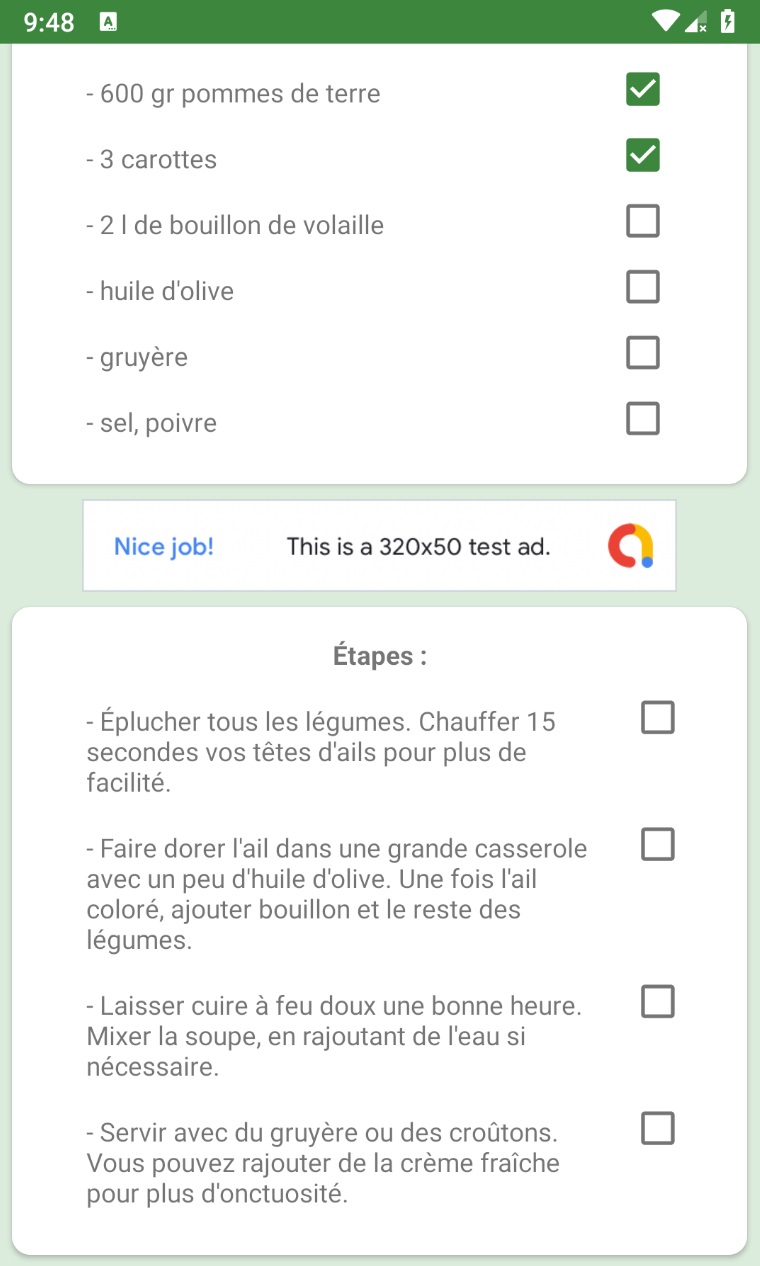 9:48
- 600 gr pommes de terre
- 3 carottes
- 2 l de bouillon de volaille
- huile d'olive
- gruyère
- sel, poivre
Nice job! This is a 320x50 test ad.
Étapes :
- Éplucher tous les légumes. Chauffer 15
secondes vos têtes d'ails pour plus de
facilité.
- Faire dorer l'ail dans une grande casserole
avec un peu d'huile d'olive. Une fois l'ail
coloré, ajouter bouillon et le reste des
légumes.
- Laisser cuire à feu doux une bonne heure.
Mixer la soupe, en rajoutant de l'eau si
nécessaire.
- Servir avec du gruyère ou des croûtons.
Vous pouvez rajouter de la crème fraîche
pour plus d'onctuosité.